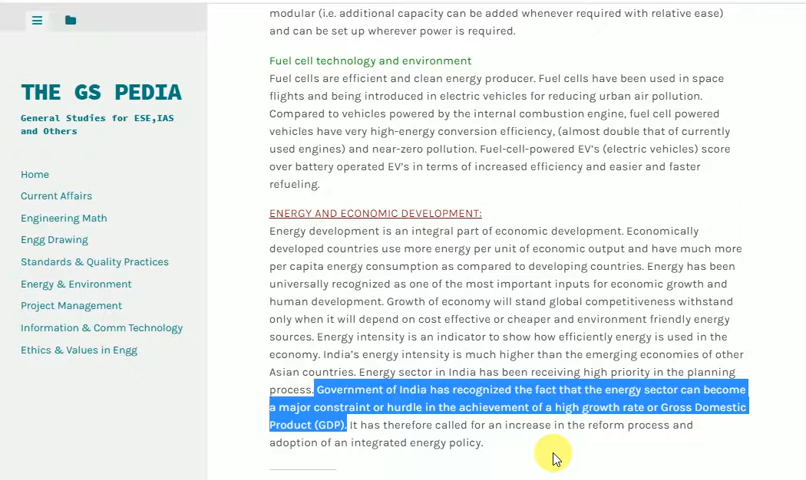 THE GS PEDIA
General Studies for ESE,IAS
and Others
Home
Current Affairs
Engineering Math
Engg Drawing
Standards & Quality Practices
Energy & Environment
Project Management
Information & Comm Technology
Ethics & Values in Engg
modular (i.e. additional capacity can be added whenever required with relative ease)
and can be set up wherever power is required.
Fuel cell technology and environment
Fuel cells are efficient and clean energy producer. Fuel cells have been used in space
flights and being introduced in electric vehicles for reducing urban air pollution.
Compared to vehicles powered by the internal combustion engine, fuel cell powered
vehicles have very high-energy conversion efficiency, (almost double that of currently
used engines) and near-zero pollution. Fuel-cell-powered EV’s (electric vehicles) score
over battery operated EV’s in terms of increased efficiency and easier and faster
refueling.
ENERGY AND ECONOMIC DEVELOPMENT:
Energy development is an integral part of economic development. Economically
developed countries use more energy per unit of economic output and have much more
per capita energy consumption as compared to developing countries. Energy has been
universally recognized as one of the most important inputs for economic growth and
human development. Growth of economy will stand global competitiveness withstand
only when it will depend on cost effective or cheaper and environment friendly energy
sources. Energy intensity is an indicator to show how efficiently energy is used in the
economy. India’s energy intensity is much higher than the emerging economies of other
Asian countries. Energy sector in India has been receiving high priority in the planning
process. Government of India has recognized the fact that the energy sector can become
a major constraint or hurdle in the achievement of a high growth rate or Gross Domestic
Product (GDP). It has therefore called for an increase in the reform process and
adoption of an integrated energy policy.